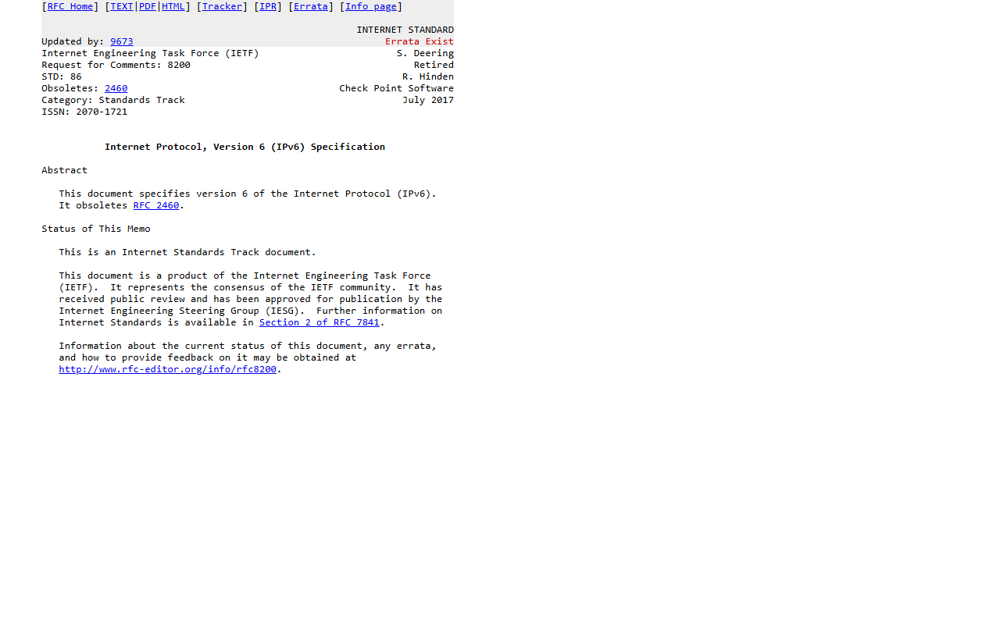 [RFC Home] [TEXT|PDF|HTML] [Tracker] [IPR] [Errata] [Info page]
INTERNET STANDARD
Updated by: 9673 Errata Exist
Internet Engineering Task Force (IETF) S. Deering
Request for Comments: 8200 Retired
STD: 86 R. Hinden
Obsoletes: 2460 Check Point Software
Category: Standards Track July 2017
ISSN: 2070-1721
Internet Protocol, Version 6 (IPv6) Specification
Abstract
This document specifies version 6 of the Internet Protocol (IPv6).
It obsoletes RFC 2460.
Status of This Memo
This is an Internet Standards Track document.
This document is a product of the Internet Engineering Task Force
(IETF). It represents the consensus of the IETF community. It has
received public review and has been approved for publication by the
Internet Engineering Steering Group (IESG). Further information on
Internet Standards is available in Section 2 of RFC 7841.
Information about the current status of this document, any errata,
and how to provide feedback on it may be obtained at
http://www.rfc-editor.org/info/rfc8200.